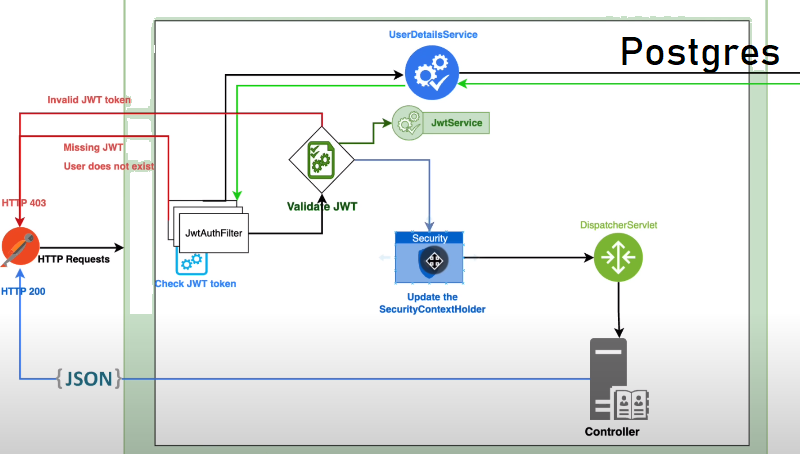 UserDetailsService
Postgres
Invalid JWT token
JwtService
Missing JWT
User does not exist
Validate JWT
HTTP 403
JwtAuthFilter
Security
DispatcherServlet
HTTP Requests
Check JWT token
HTTP 200
Update the
SecurityContextHolder
{JSON}
Controller